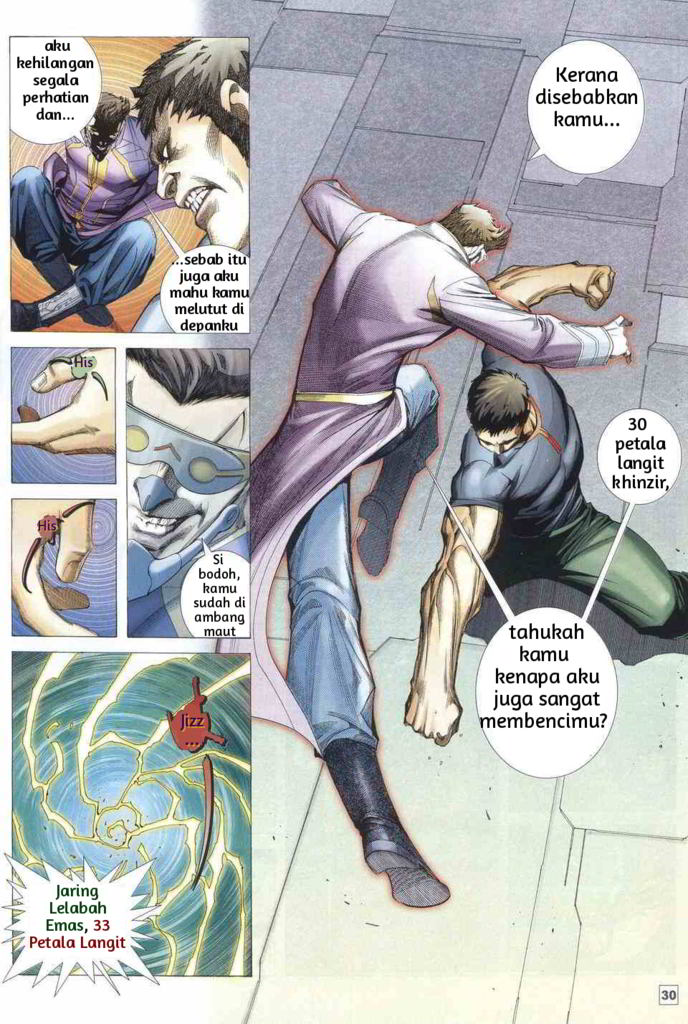 30
petala
langit
khinzir,
tahukah
kamu
kenapa aku
juga sangat
membencimu?
Kerana
disebabkan
kamu...
aku
kehilangan
segala
perhatian
dan...
...sebab itu
juga aku
mahu kamu
melutut di
depanku
His
His
Si
bodoh,
kamu
sudah di
ambang
maut
Jizz
...
Jaring
Lelabah
Emas, 33
Petala Langit
30